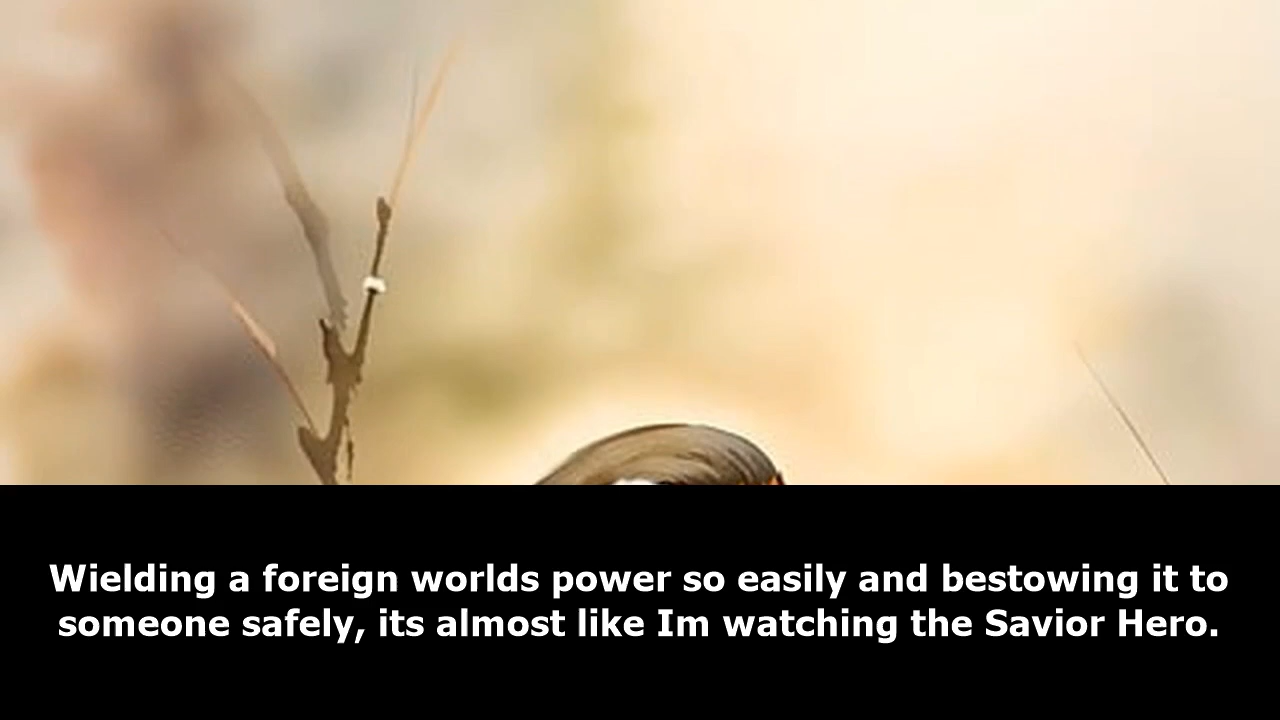 Wielding a foreign worlds power so easily and bestowing it to
someone safely, its almost like Im watching the Savior Hero.